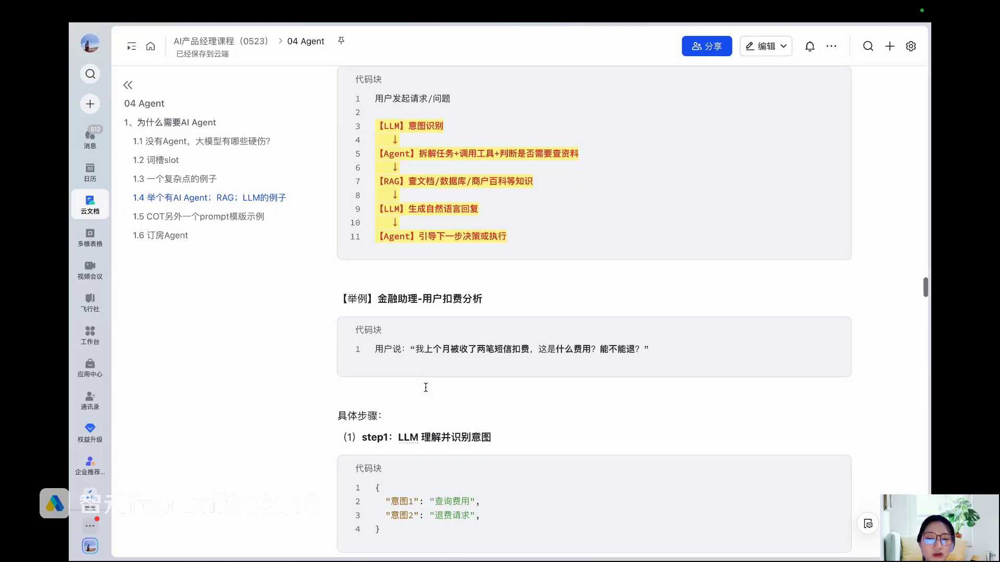 AI产品经理课程（0523） > 04 Agent
已经保存到云端
分享
编辑
512
消息
30
日历
云文档
多维表格
视频会议
飞行社
工作台
应用中心
通讯录
权益升级
企业推荐...
04 Agent
1、为什么需要AI Agent
1.1 没有Agent，大模型有哪些硬伤?
1.2 词槽slot
1.3 一个复杂点的例子
1.4 举个有AI Agent；RAG；LLM的例子
1.5 COT另外一个prompt模版示例
1.6 订房Agent
代码块
1 用户发起请求/问题
2
3 【LLM】意图识别
4 ↓
5 【Agent】拆解任务+调用工具+判断是否需要查资料
6 ↓
7 【RAG】查文档/数据库/商户百科等知识
8 ↓
9 【LLM】生成自然语言回复
10 ↓
11 【Agent】引导下一步决策或执行
【举例】金融助理-用户扣费分析
代码块
1 用户说：“我上个月被收了两笔短信扣费，这是什么费用？能不能退？”
具体步骤：
（1）step1：LLM 理解并识别意图
代码块
1 {
2 "意图1": "查询费用",
3 "意图2": "退费请求",
4 }